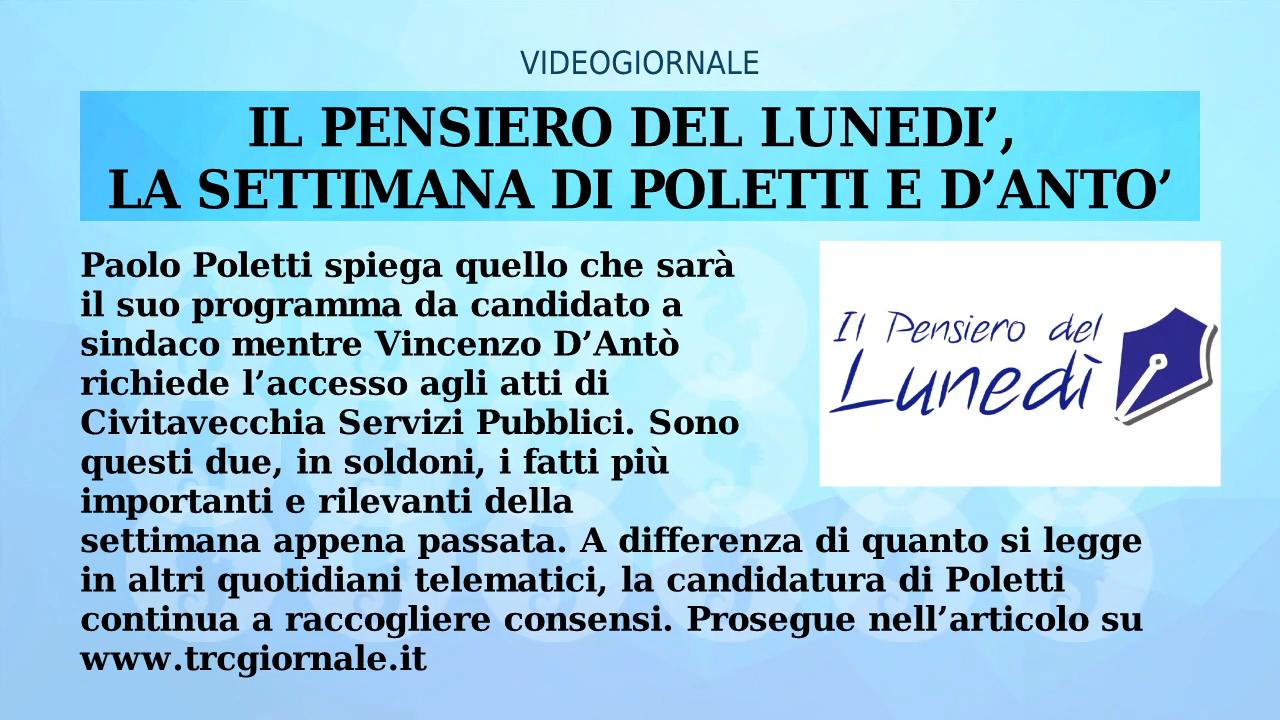 VIDEOGIORNALE
IL PENSIERO DEL LUNEDI’,
LA SETTIMANA DI POLETTI E D’ANTO’
Paolo Poletti spiega quello che sarà
il suo programma da candidato a
sindaco mentre Vincenzo D’Antò
richiede l’accesso agli atti di
Civitavecchia Servizi Pubblici. Sono
questi due, in soldoni, i fatti più
importanti e rilevanti della
settimana appena passata. A differenza di quanto si legge
in altri quotidiani telematici, la candidatura di Poletti
continua a raccogliere consensi. Prosegue nell’articolo su
www.trcgiornale.it
Il Pensiero del
Lunedì